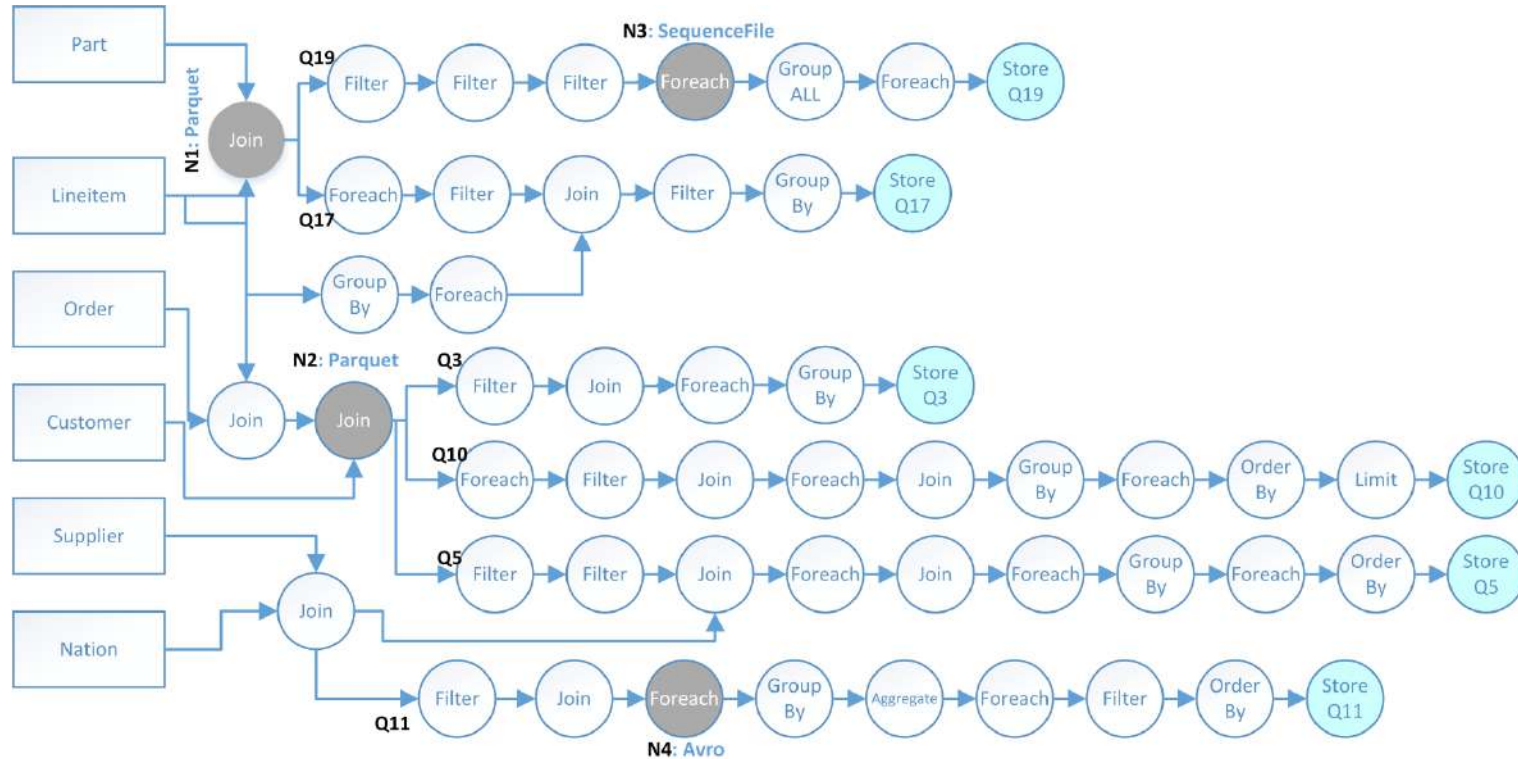 Part
N1: Parquet
Join
Q19
Filter
Filter
Filter
N3: SequenceFile
Foreach
Group
ALL
Foreach
Store
Q19
Lineitem
Q17
Foreach
Filter
Join
Filter
Group
By
Store
Q17
Group
By
Foreach
Order
Customer
Join
N2: Parquet
Join
Q3
Filter
Join
Foreach
Group
By
Store
Q3
Q10
Foreach
Filter
Join
Foreach
Join
Group
By
Foreach
Order
By
Limit
Store
Q10
Supplier
Q5
Filter
Filter
Join
Foreach
Join
Foreach
Group
By
Foreach
Order
By
Store
Q5
Nation
Join
Q11
Filter
Join
Foreach
N4: Avro
Group
By
Aggregate
Foreach
Filter
Order
By
Store
Q11